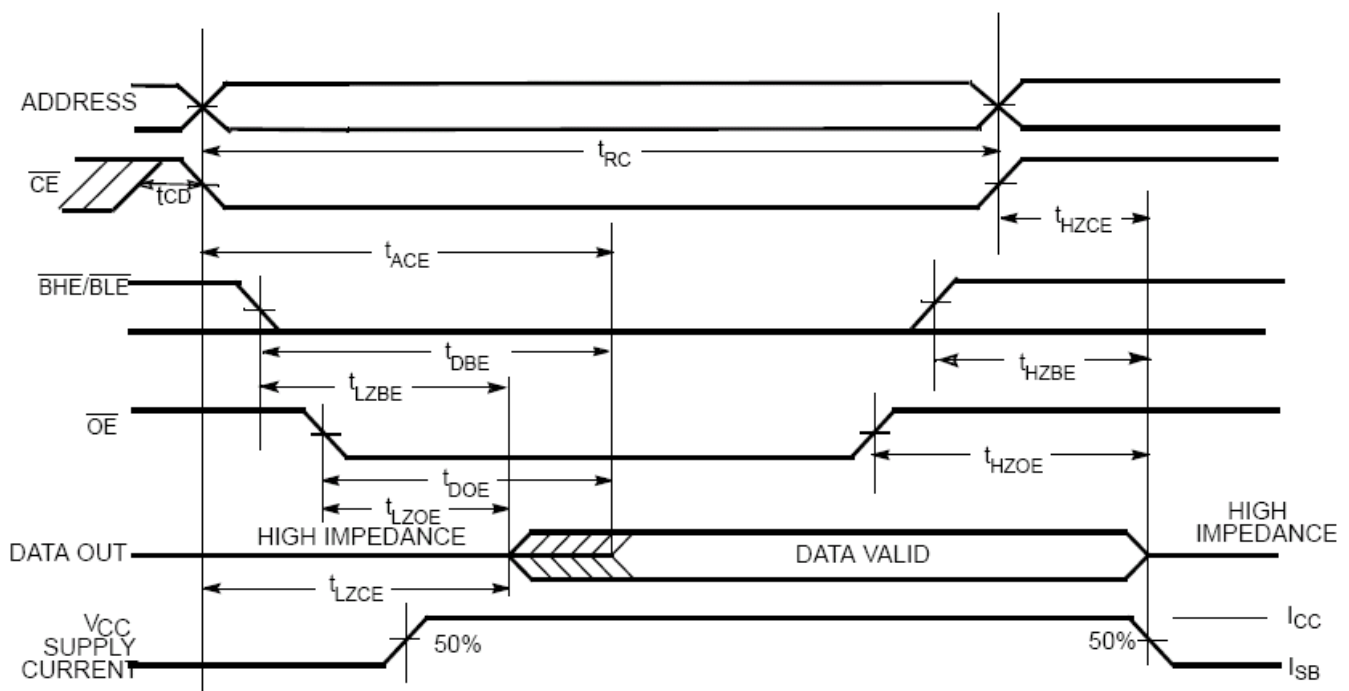 ADDRESS
tRC
CE
tCD
tHZCE
tACE
BHE/BLE
tDBE
tHZBE
tLZBE
OE
tHZOE
tDOE
tLZOE
HIGH IMPEDANCE
HIGH
IMPEDANCE
DATA OUT
DATA VALID
tLZCE
VCC
SUPPLY
CURRENT
50%
50%
ICC
ISB